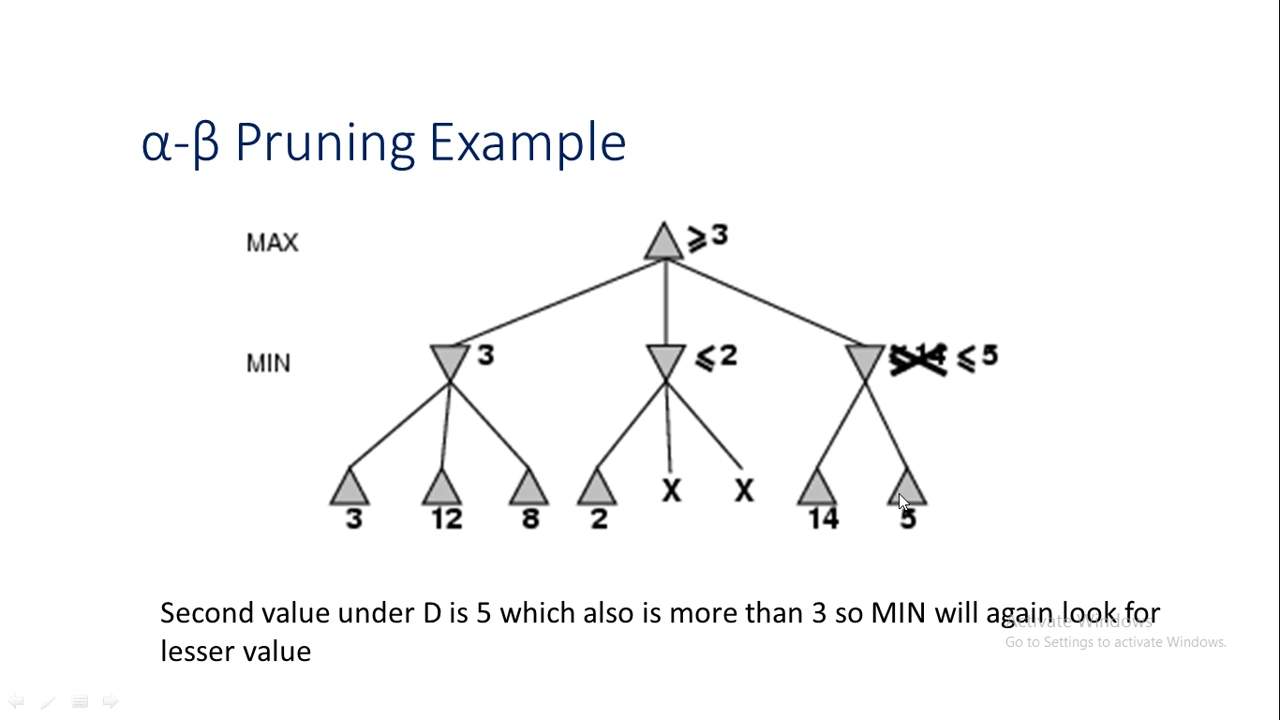 α-β Pruning Example
MAX
≥3
MIN
3
≤2
≤14 ≤5
X
X
3
12
8
2
14
5
Second value under D is 5 which also is more than 3 so MIN will again look for
lesser value
Activate Windows
Go to Settings to activate Windows.